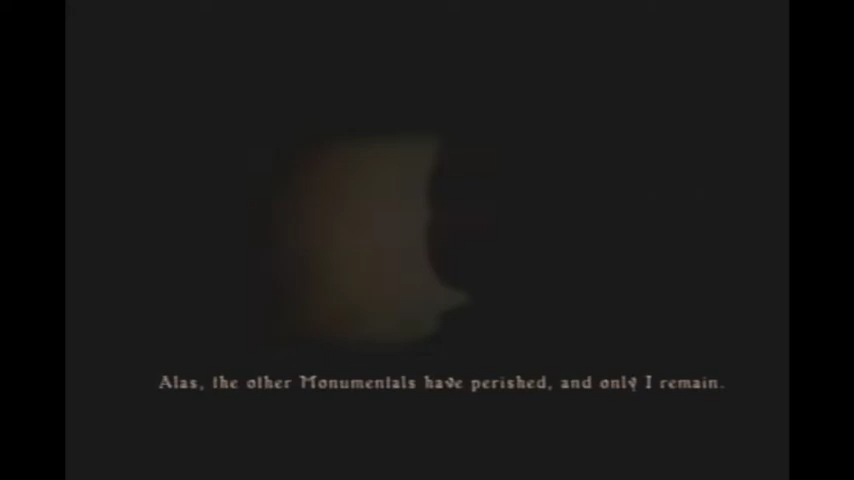 Alas, the other Monumentals have perished, and only I remain.